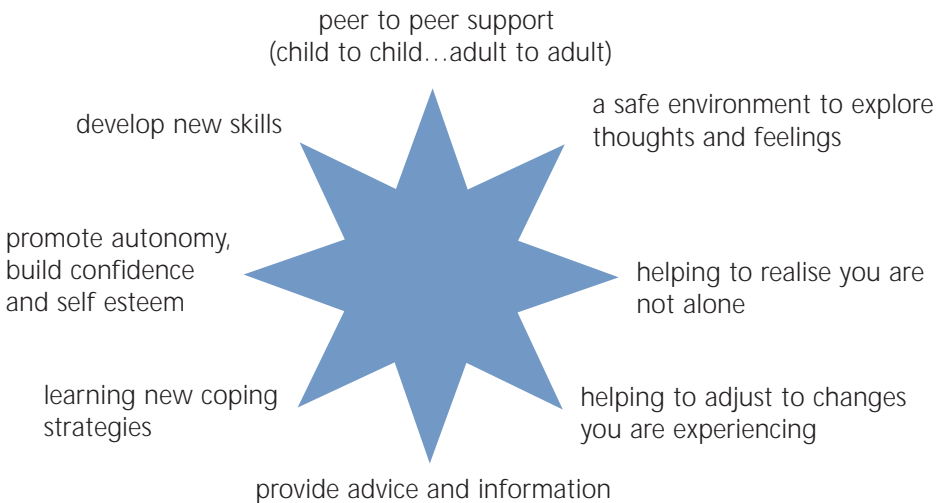 peer to peer support
(child to child…adult to adult)
a safe environment to explore
thoughts and feelings
helping to realise you are
not alone
helping to adjust to changes
you are experiencing
provide advice and information
learning new coping
strategies
promote autonomy,
build confidence
and self esteem
develop new skills